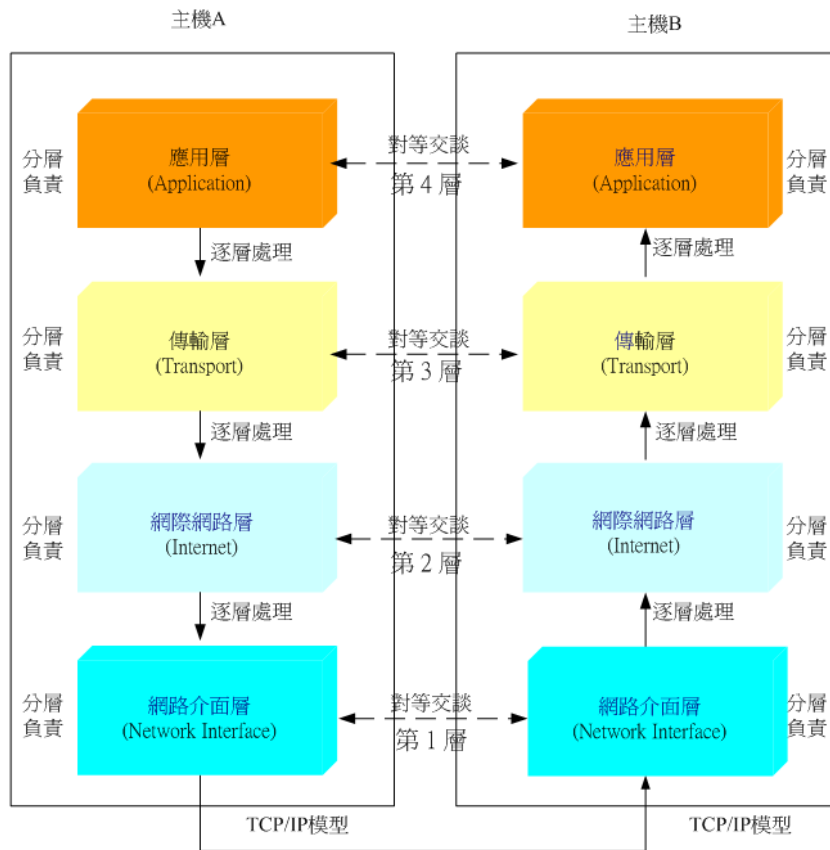 主機A
主機B
分層
負責
應用層
(Application)
對等交談
第 4 層
應用層
(Application)
分層
負責
逐層處理
逐層處理
分層
負責
傳輸層
(Transport)
對等交談
第 3 層
傳輸層
(Transport)
分層
負責
逐層處理
逐層處理
分層
負責
網際網路層
(Internet)
對等交談
第 2 層
網際網路層
(Internet)
分層
負責
逐層處理
逐層處理
分層
負責
網路介面層
(Network Interface)
對等交談
第 1 層
網路介面層
(Network Interface)
分層
負責
TCP/IP模型
TCP/IP模型